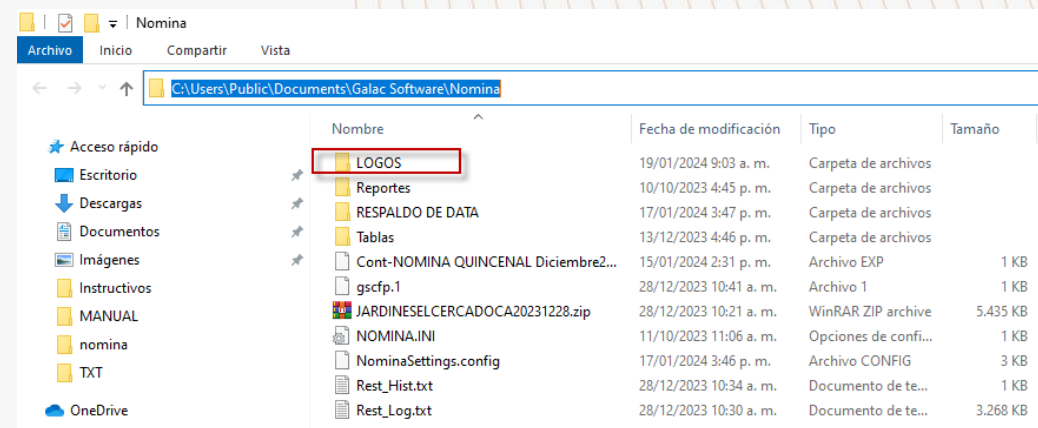 Nomina
Archivo Inicio Compartir Vista
C:\Users\Public\Documents\Galac Software\Nomina
Nombre Fecha de modificación Tipo Tamaño
Acceso rápido
Escritorio
Descargas
Documentos
Imágenes
Instructivos
MANUAL
nomina
TXT
OneDrive
LOGOS 19/01/2024 9:03 a. m. Carpeta de archivos
Reportes 10/10/2023 4:45 p. m. Carpeta de archivos
RESPALDO DE DATA 17/01/2024 3:47 p. m. Carpeta de archivos
Tablas 13/12/2023 4:46 p. m. Carpeta de archivos
Cont-NOMINA QUINCENAL Diciembre2... 15/01/2024 2:31 p. m. Archivo EXP 1 KB
gscfp.1 28/12/2023 10:41 a. m. Archivo 1 1 KB
JARDINESELCERCADOCA20231228.zip 28/12/2023 10:21 a. m. WinRAR ZIP archive 5.435 KB
NOMINA.INI 11/10/2023 11:06 a. m. Opciones de confi... 1 KB
NominaSettings.config 17/01/2024 3:46 p. m. Archivo CONFIG 3 KB
Rest_Hist.txt 28/12/2023 10:34 a. m. Documento de te... 1 KB
Rest_Log.txt 28/12/2023 10:30 a. m. Documento de te... 3.268 KB